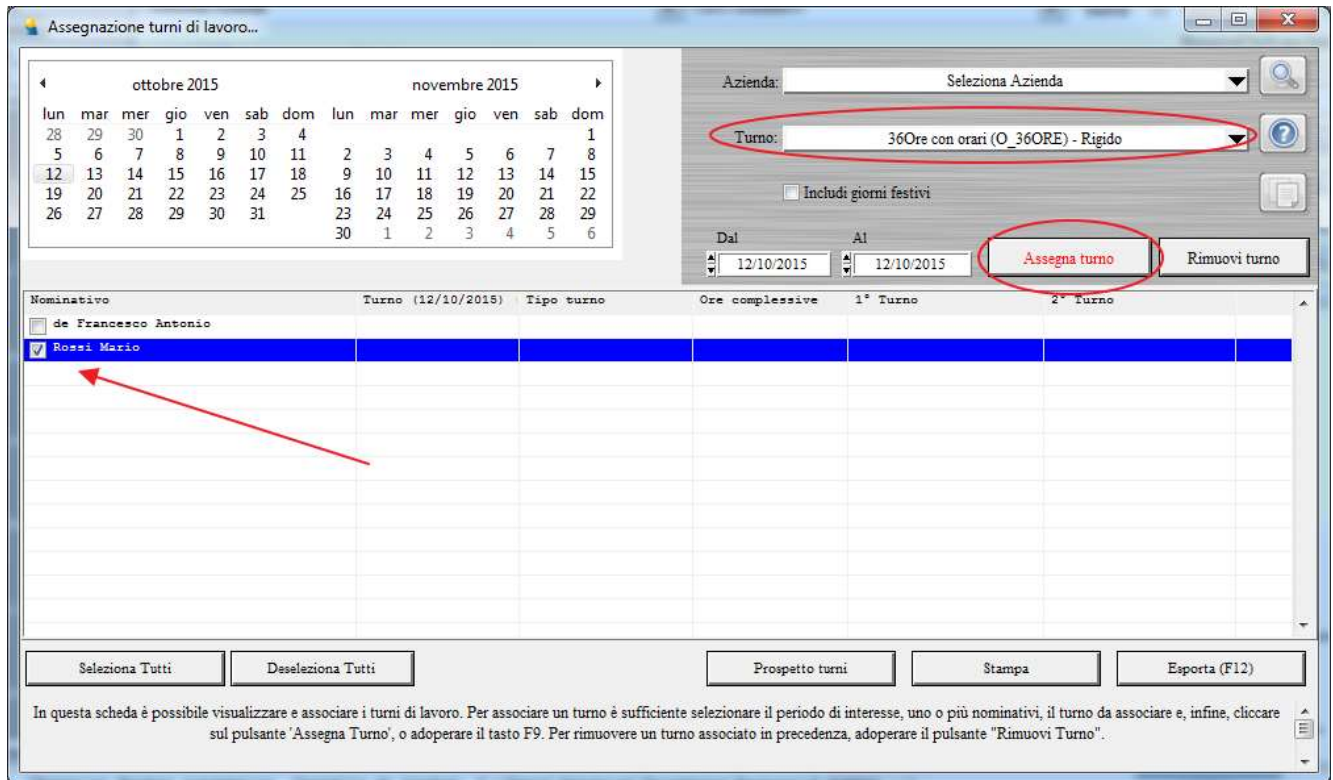 Assegnazione turni di lavoro...
ottobre 2015
lun mar mer gio ven sab dom
28 29 30 1 2 3 4
5 6 7 8 9 10 11
12 13 14 15 16 17 18
19 20 21 22 23 24 25
26 27 28 29 30 31
novembre 2015
lun mar mer gio ven sab dom
1
2 3 4 5 6 7 8
9 10 11 12 13 14 15
16 17 18 19 20 21 22
23 24 25 26 27 28 29
30 1 2 3 4 5 6
Azienda: Seleziona Azienda
Turno: 36Ore con orari (O_36ORE) - Rigido
Includi giorni festivi
Dal Al
12/10/2015 12/10/2015 Assegna turno Rimuovi turno
Nominativo Turno (12/10/2015) Tipo turno Ore complessive 1° Turno 2° Turno
de Francesco Antonio
Rossi Mario
Seleziona Tutti Deseleziona Tutti Prospetto turni Stampa Esporta (F12)
In questa scheda è possibile visualizzare e associare i turni di lavoro. Per associare un turno è sufficiente selezionare il periodo di interesse, uno o più nominativi, il turno da associare e, infine, cliccare
sul pulsante 'Assegna Turno', o adoperare il tasto F9. Per rimuovere un turno associato in precedenza, adoperare il pulsante "Rimuovi Turno".